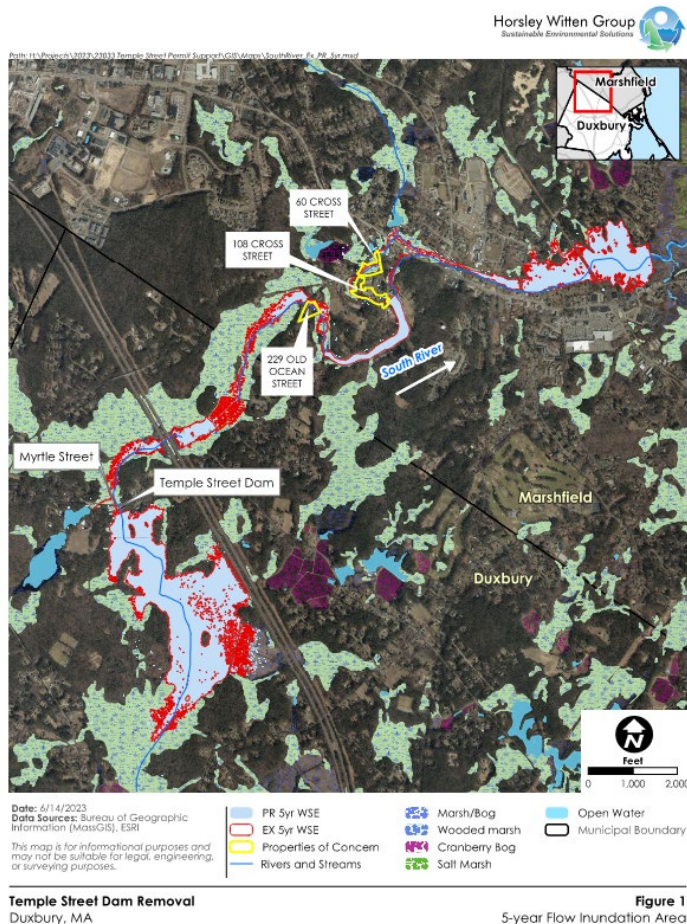 Horsley Witten Group
Sustainable Environmental Solutions
Path: H:\Projects\2023\23033 Temple Street Permit Support\GIS\Maps\SouthRiver_Ex_PR_5yr.mxd
Marshfield
Duxbury
60 CROSS
STREET
108 CROSS
STREET
229 OLD
OCEAN
STREET
South River
Myrtle Street
Temple Street Dam
Marshfield
Duxbury
N
Feet
0 1,000 2,000
Date: 6/14/2023
Data Sources: Bureau of Geographic
Information (MassGIS), ESRI
This map is for informational purposes and
may not be suitable for legal, engineering,
or surveying purposes.
PR 5yr WSE
EX 5yr WSE
Properties of Concern
Rivers and Streams
Marsh/Bog
Wooded marsh
Cranberry Bog
Salt Marsh
Open Water
Municipal Boundary
Temple Street Dam Removal
Duxbury, MA
Figure 1
5-year Flow Inundation Area